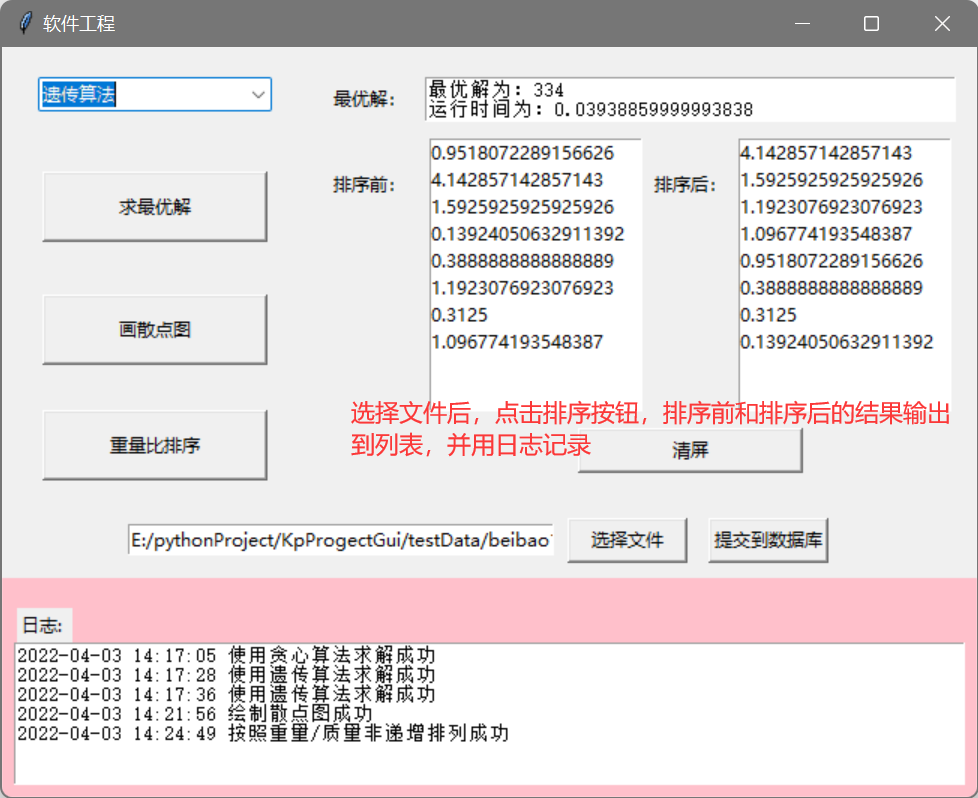 软件工程
遗传算法
最优解：
最优解为：334
运行时间为：0.03938859999993838
求最优解
排序前：
0.9518072289156626
4.142857142857143
1.5925925925925926
0.13924050632911392
0.3888888888888889
1.1923076923076923
0.3125
1.096774193548387
排序后：
4.142857142857143
1.5925925925925926
1.1923076923076923
1.096774193548387
0.9518072289156626
0.3888888888888889
0.3125
0.13924050632911392
画散点图
重量比排序
选择文件后，点击排序按钮，排序前和排序后的结果输出
到列表，并用日志记录
清屏
E:/pythonProject/KpProgectGui/testData/beibao
选择文件
提交到数据库
日志:
2022-04-03 14:17:05 使用贪心算法求解成功
2022-04-03 14:17:28 使用遗传算法求解成功
2022-04-03 14:17:36 使用遗传算法求解成功
2022-04-03 14:21:56 绘制散点图成功
2022-04-03 14:24:49 按照重量/质量非递增排列成功